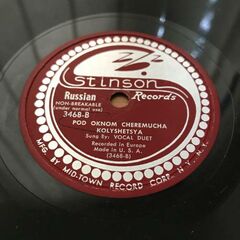 Stinson
Records
Russian
NON-BREAKABLE
(under normal use)
3468-B
POD OKNOM CHEREMUCHA
KOLYSHETSYA
Sung By: VOCAL DUET
Recorded in Europe
Made in U. S. A.
(3468-B)
MFG. BY MID-TOWN RECORD CORP. N. Y., N.Y.